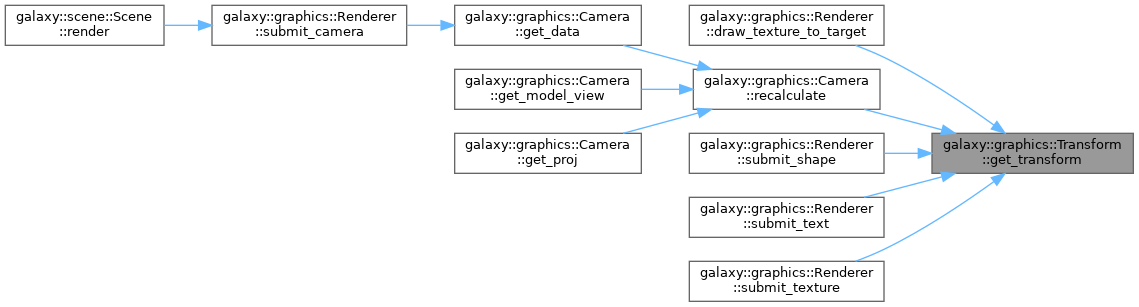 galaxy::scene::Scene
::render
galaxy::graphics::Renderer
::submit_camera
galaxy::graphics::Camera
::get_data
galaxy::graphics::Renderer
::draw_texture_to_target
galaxy::graphics::Camera
::get_model_view
galaxy::graphics::Camera
::recalculate
galaxy::graphics::Camera
::get_proj
galaxy::graphics::Renderer
::submit_shape
galaxy::graphics::Transform
::get_transform
galaxy::graphics::Renderer
::submit_text
galaxy::graphics::Renderer
::submit_texture